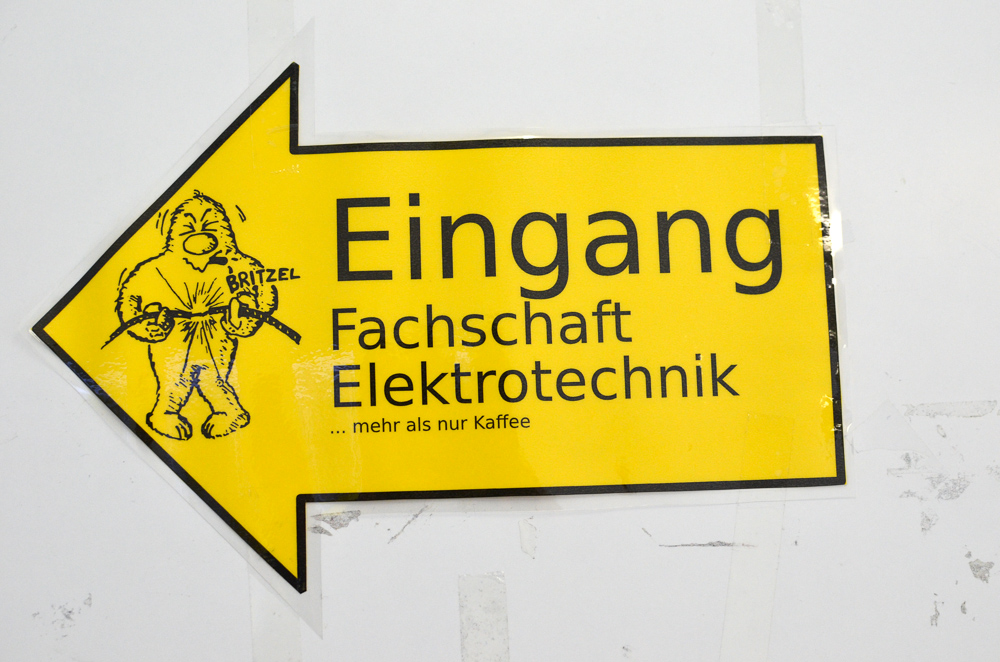 BRITZEL
Eingang
Fachschaft
Elektrotechnik
... mehr als nur Kaffee